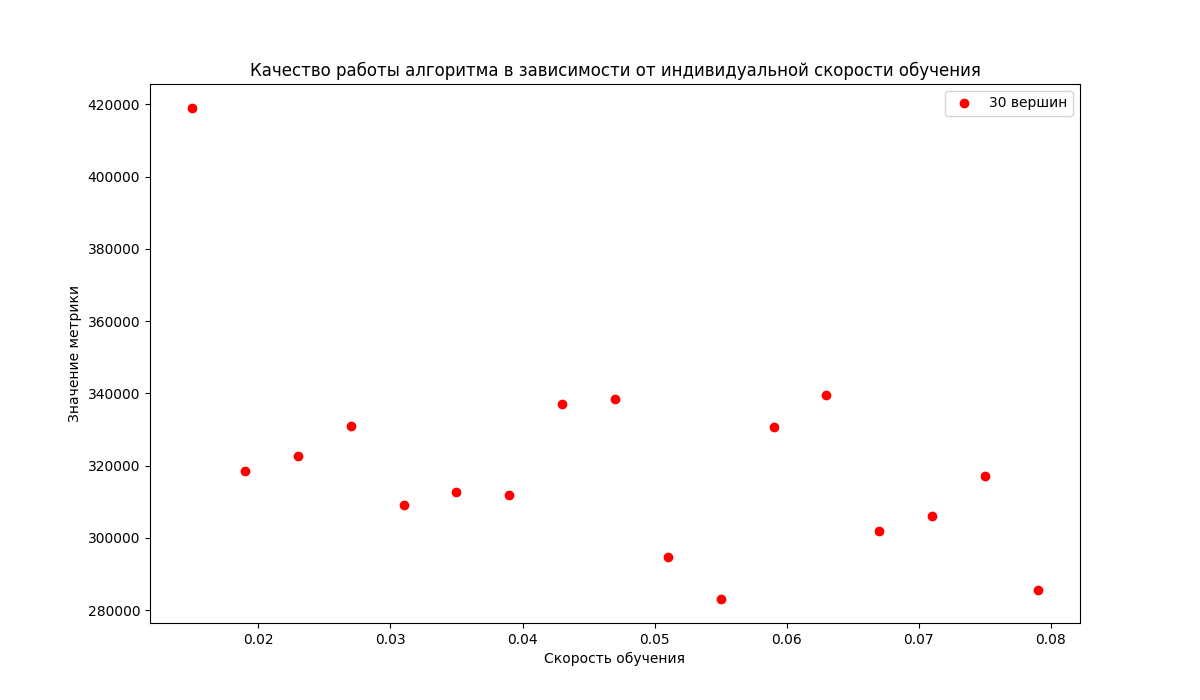 Качество работы алгоритма в зависимости от индивидуальной скорости обучения
30 вершин
420000
400000
380000
360000
340000
320000
300000
280000
Значение метрики
0.02 0.03 0.04 0.05 0.06 0.07 0.08
Скорость обучения